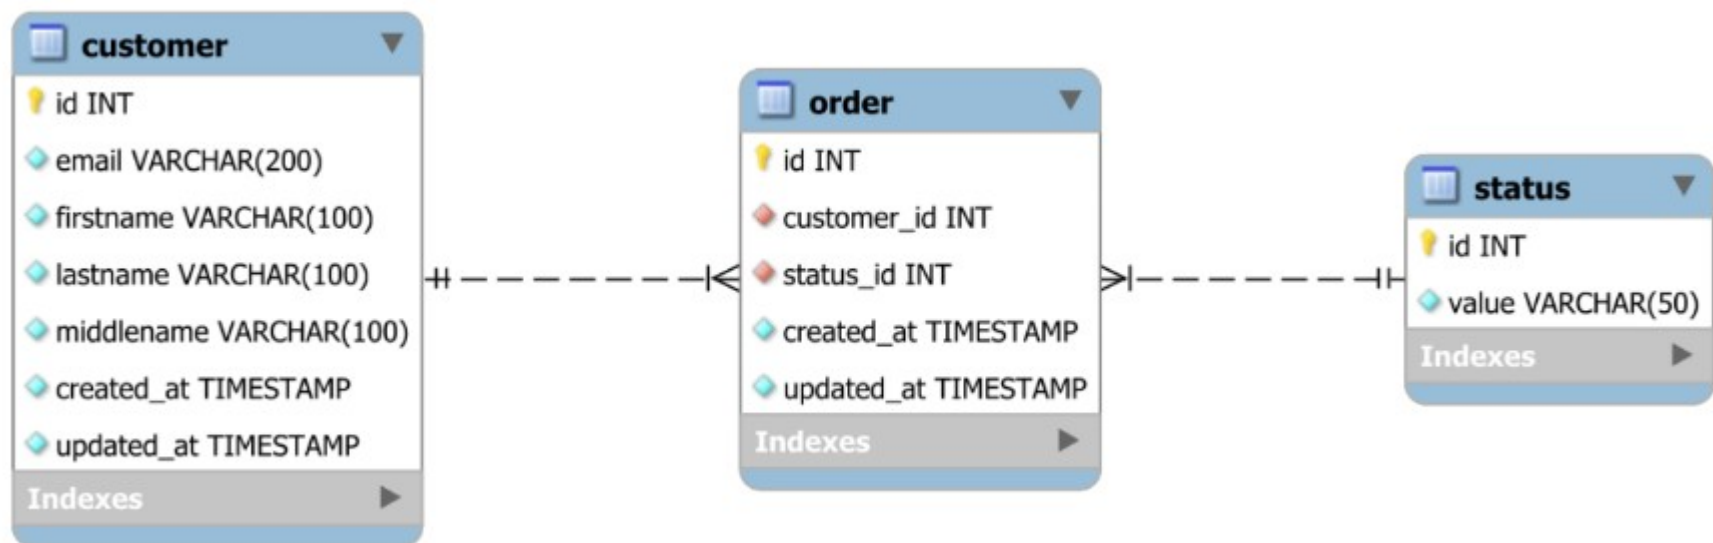 customer
id INT
email VARCHAR(200)
firstname VARCHAR(100)
lastname VARCHAR(100)
middlename VARCHAR(100)
created_at TIMESTAMP
updated_at TIMESTAMP
Indexes
order
id INT
customer_id INT
status_id INT
created_at TIMESTAMP
updated_at TIMESTAMP
Indexes
status
id INT
value VARCHAR(50)
Indexes